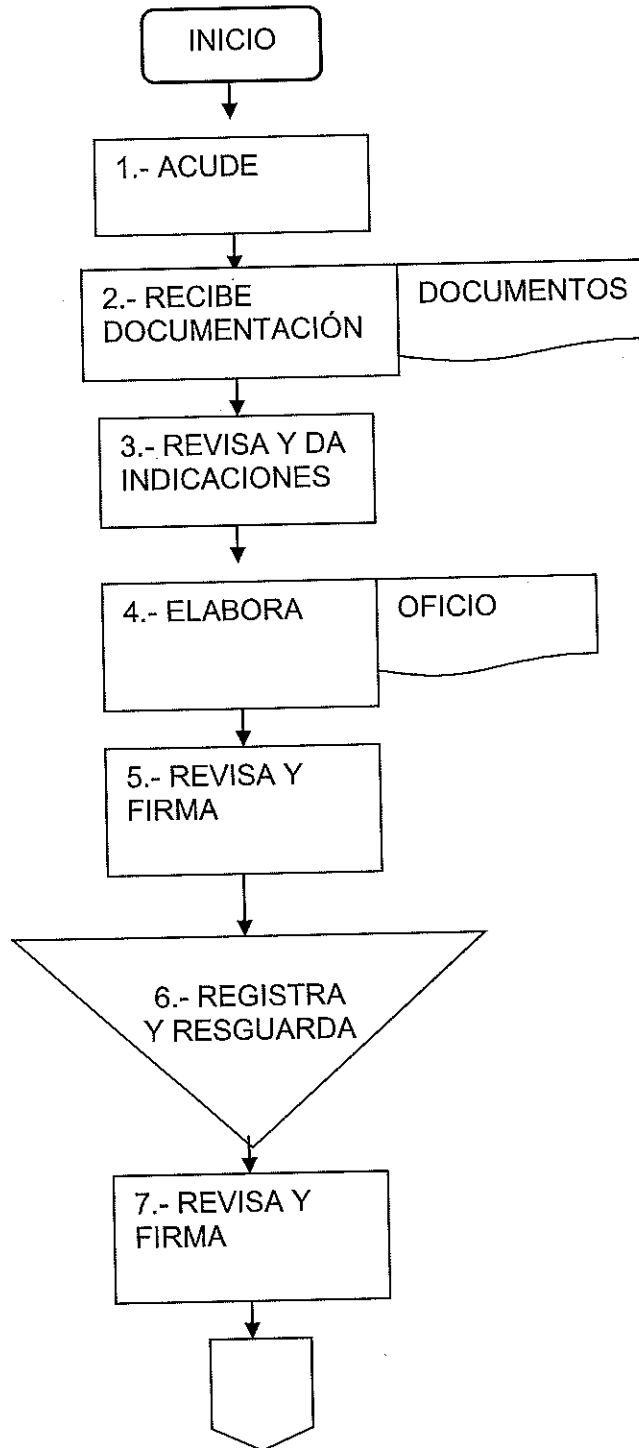 INICIO
1.- ACUDE
2.- RECIBE
DOCUMENTACIÓN
DOCUMENTOS
3.- REVISA Y DA
INDICACIONES
4.- ELABORA
OFICIO
5.- REVISA Y
FIRMA
6.- REGISTRA
Y RESGUARDA
7.- REVISA Y
FIRMA